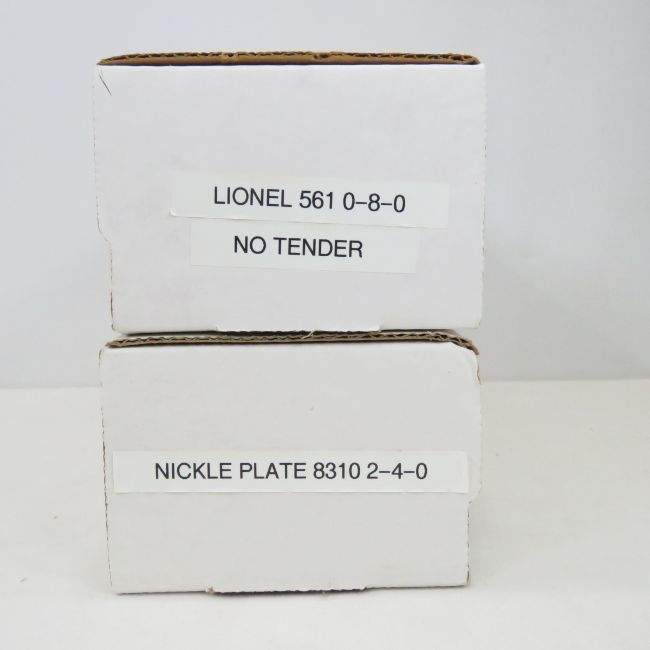 LIONEL 561 0-8-0
NO TENDER
NICKLE PLATE 8310 2-4-0